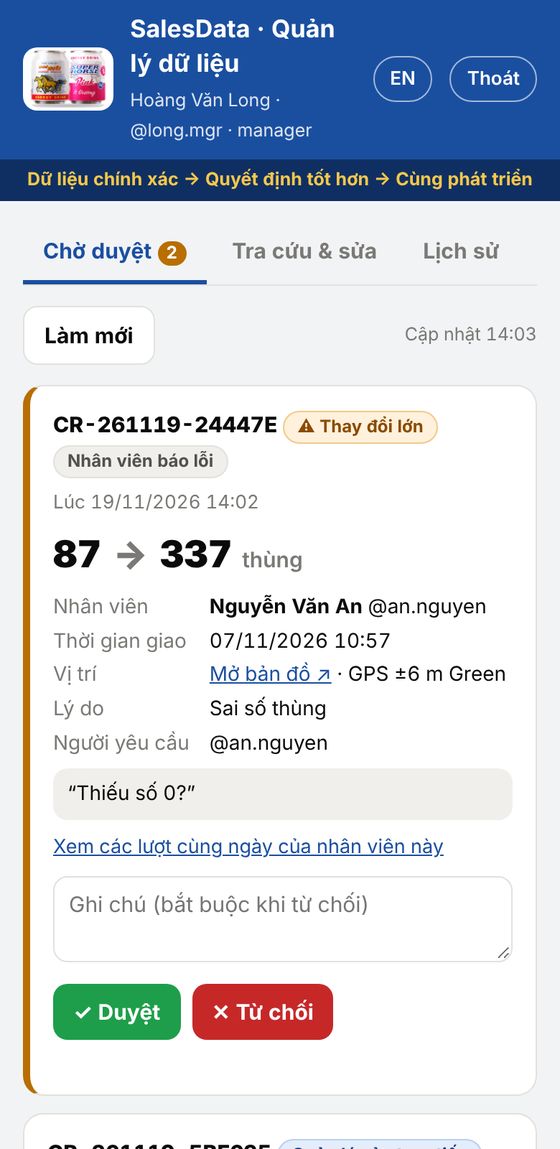 SalesData · Quản
lý dữ liệu
Hoàng Văn Long ·
@long.mgr · manager
EN
Thoát
Dữ liệu chính xác → Quyết định tốt hơn → Cùng phát triển
Chờ duyệt 2
Tra cứu & sửa
Lịch sử
Làm mới
Cập nhật 14:03
CR-261119-24447E ⚠ Thay đổi lớn
Nhân viên báo lỗi
Lúc 19/11/2026 14:02
87 → 337 thùng
Nhân viên Nguyễn Văn An @an.nguyen
Thời gian giao 07/11/2026 10:57
Vị trí Mở bản đồ ↗ · GPS ±6 m Green
Lý do Sai số thùng
Người yêu cầu @an.nguyen
“Thiếu số 0?”
Xem các lượt cùng ngày của nhân viên này
Ghi chú (bắt buộc khi từ chối)
✓ Duyệt
✕ Từ chối